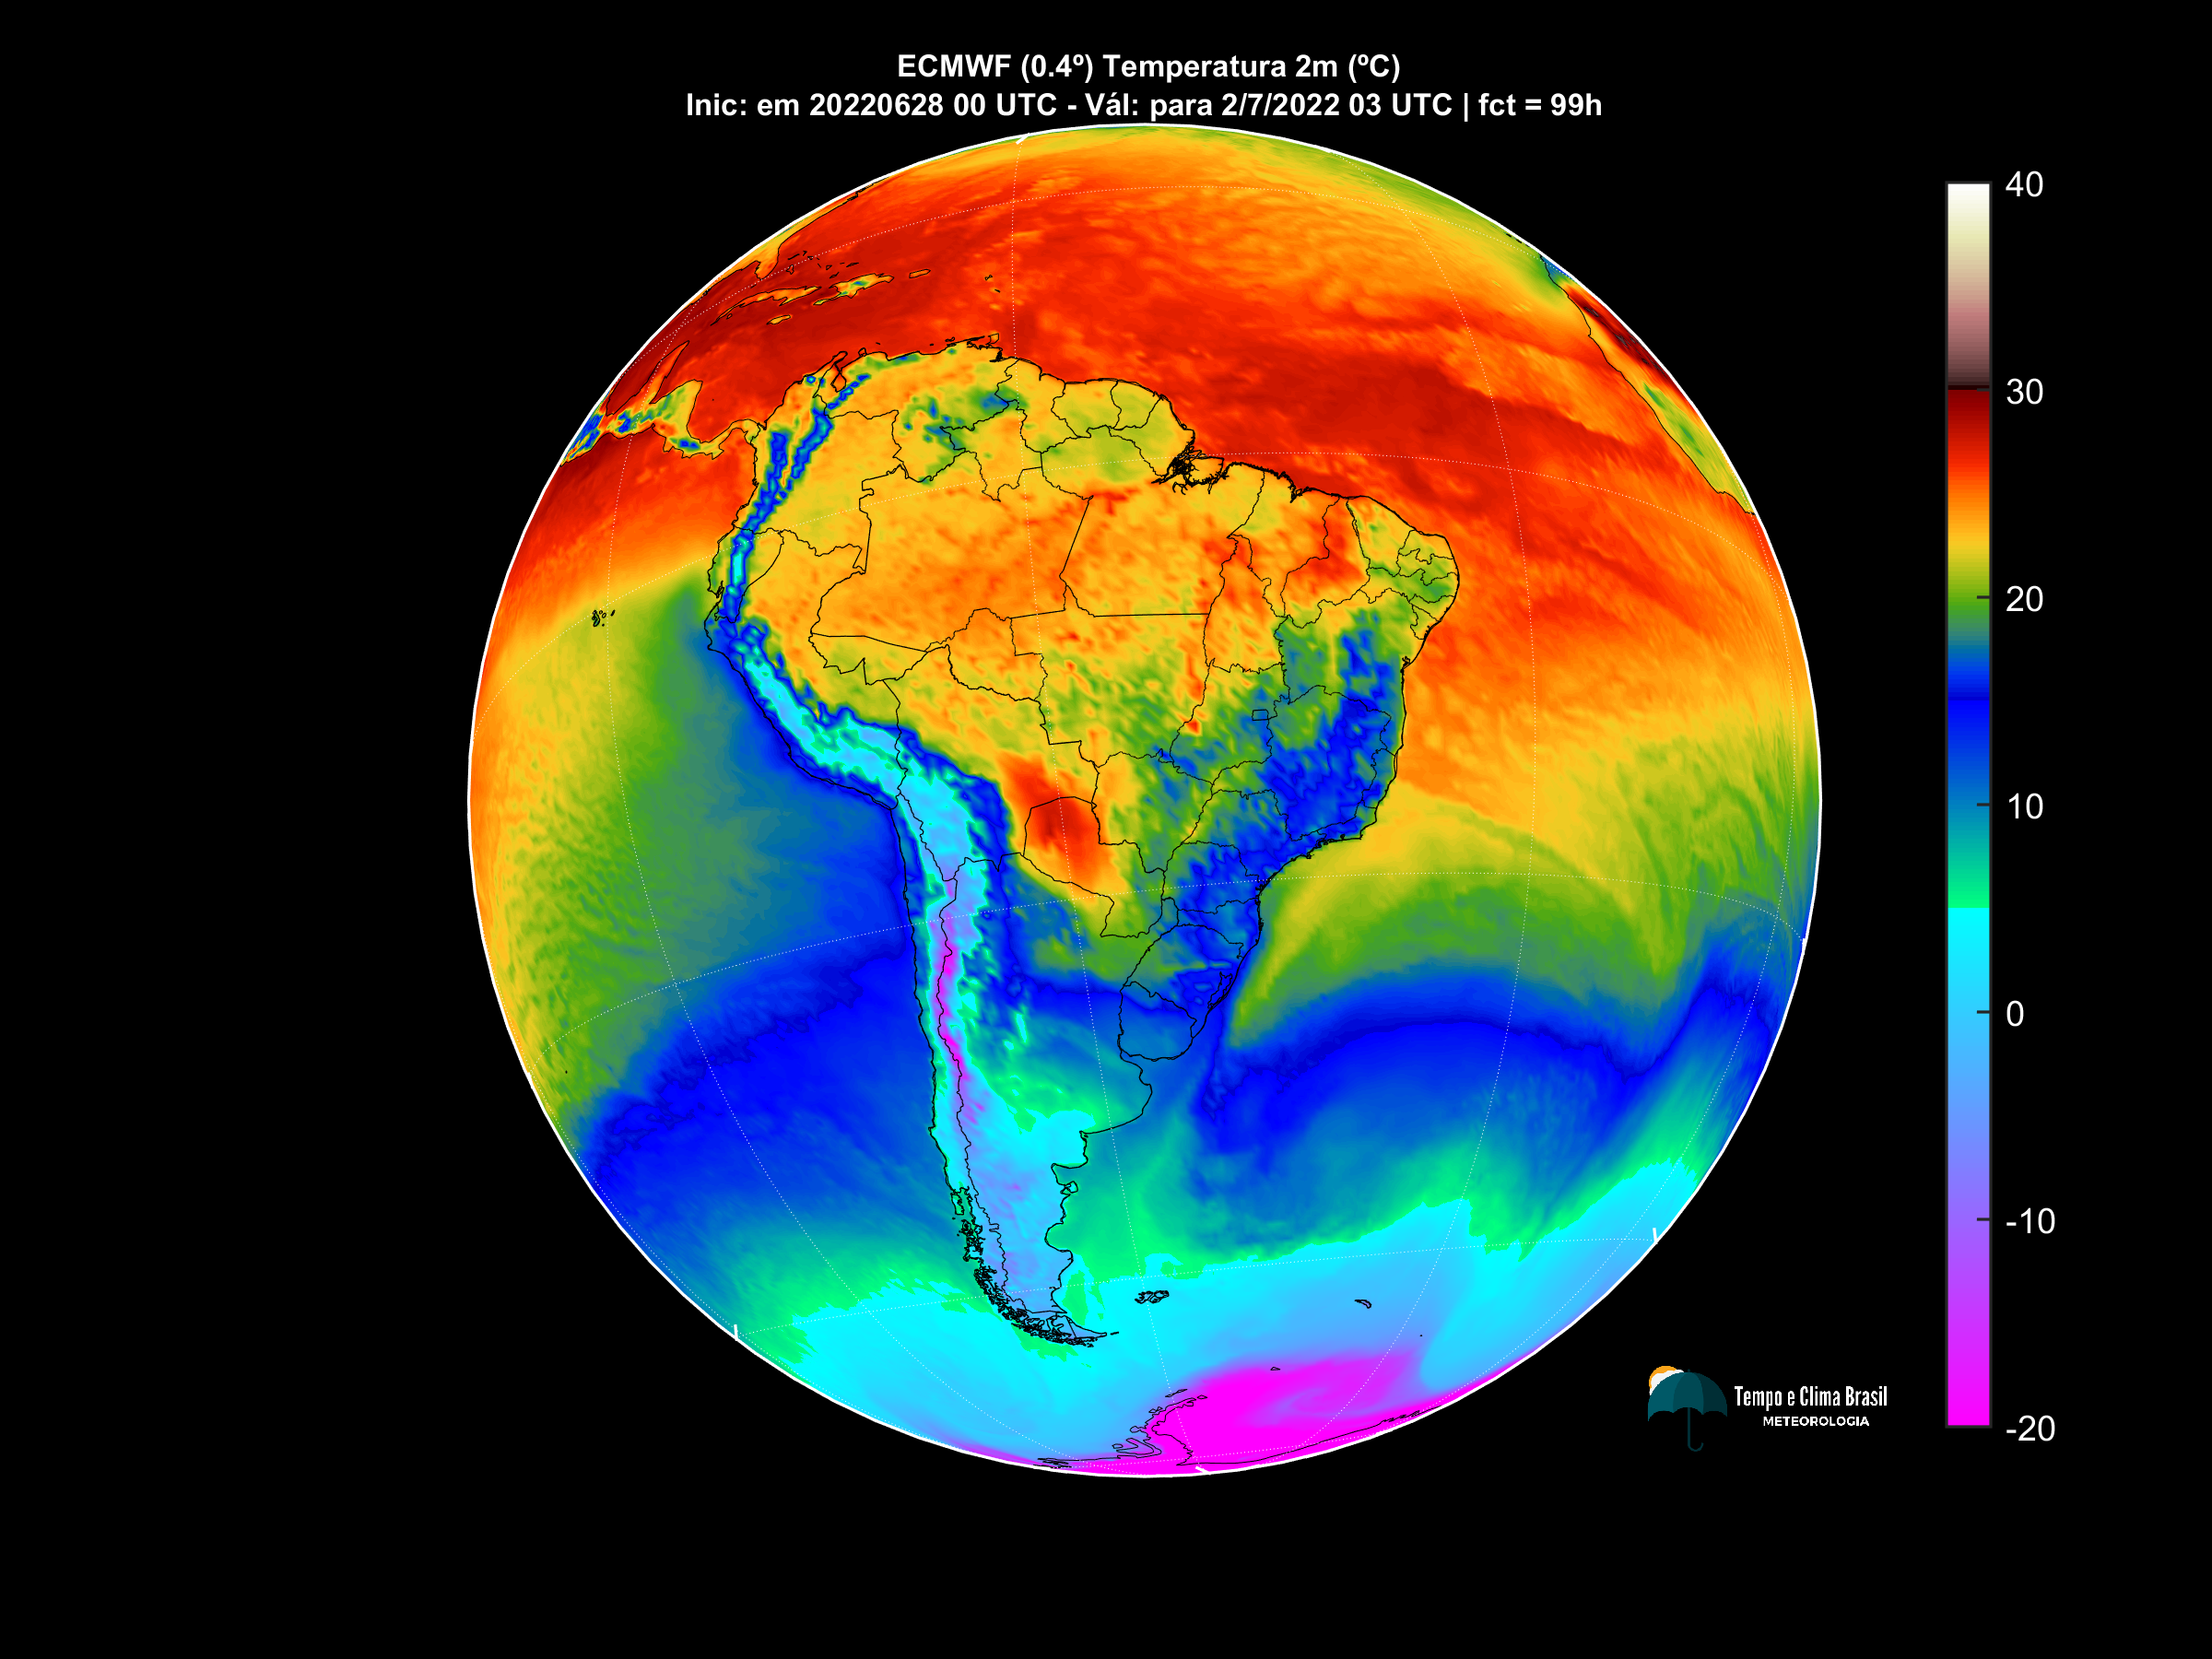 ECMWF (0.4º) Temperatura 2m (ºC)
Inic: em 20220628 00 UTC - Vál: para 2/7/2022 03 UTC | fct = 99h
40
30
20
10
0
-10
-20
Tempo e Clima Brasil
METEOROLOGIA